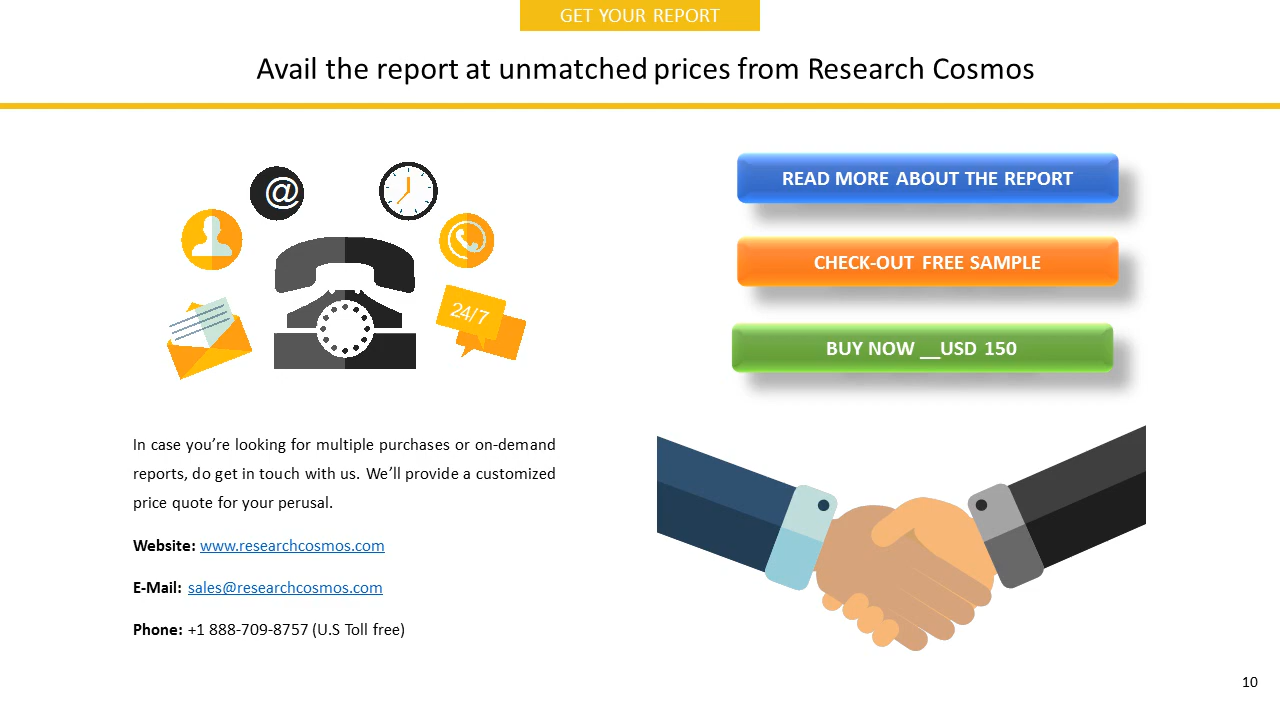 GET YOUR REPORT
Avail the report at unmatched prices from Research Cosmos
@
24/7
READ MORE ABOUT THE REPORT
CHECK-OUT FREE SAMPLE
BUY NOW __USD 150
In case you’re looking for multiple purchases or on-demand
reports, do get in touch with us. We’ll provide a customized
price quote for your perusal.
Website: www.researchcosmos.com
E-Mail: sales@researchcosmos.com
Phone: +1 888-709-8757 (U.S Toll free)
10